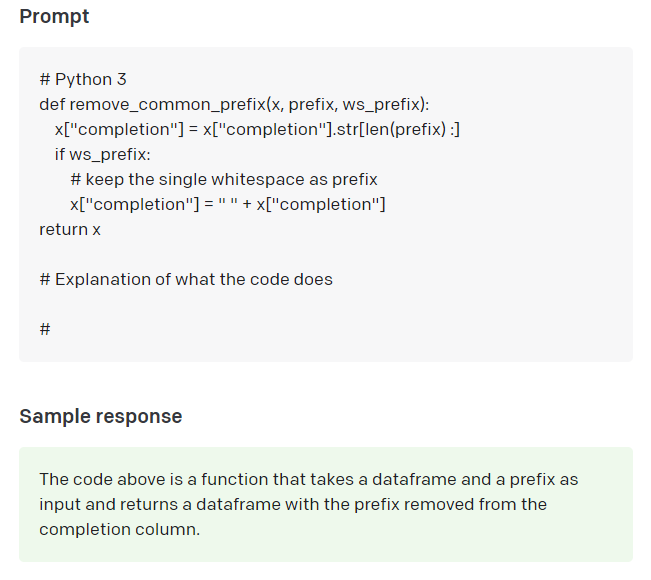 Prompt
# Python 3
def remove_common_prefix(x, prefix, ws_prefix):
x["completion"] = x["completion"].str[len(prefix) :]
if ws_prefix:
# keep the single whitespace as prefix
x["completion"] = " " + x["completion"]
return x
# Explanation of what the code does
#
Sample response
The code above is a function that takes a dataframe and a prefix as
input and returns a dataframe with the prefix removed from the
completion column.